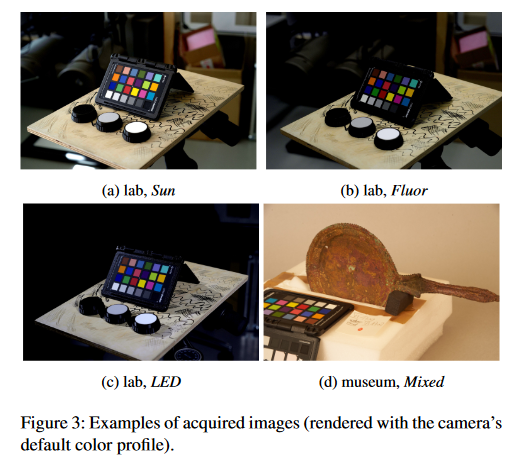 (a) lab, Sun
(b) lab, Fluor
(c) lab, LED
(d) museum, Mixed
Figure 3: Examples of acquired images (rendered with the camera's
default color profile).